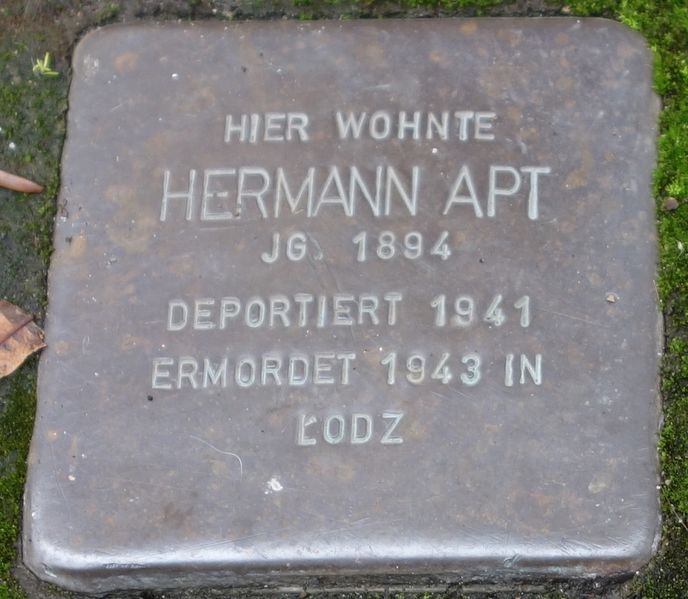 HIER WOHNTE
HERMANN APT
JG. 1894
DEPORTIERT 1941
ERMORDET 1943 IN
ŁODZ